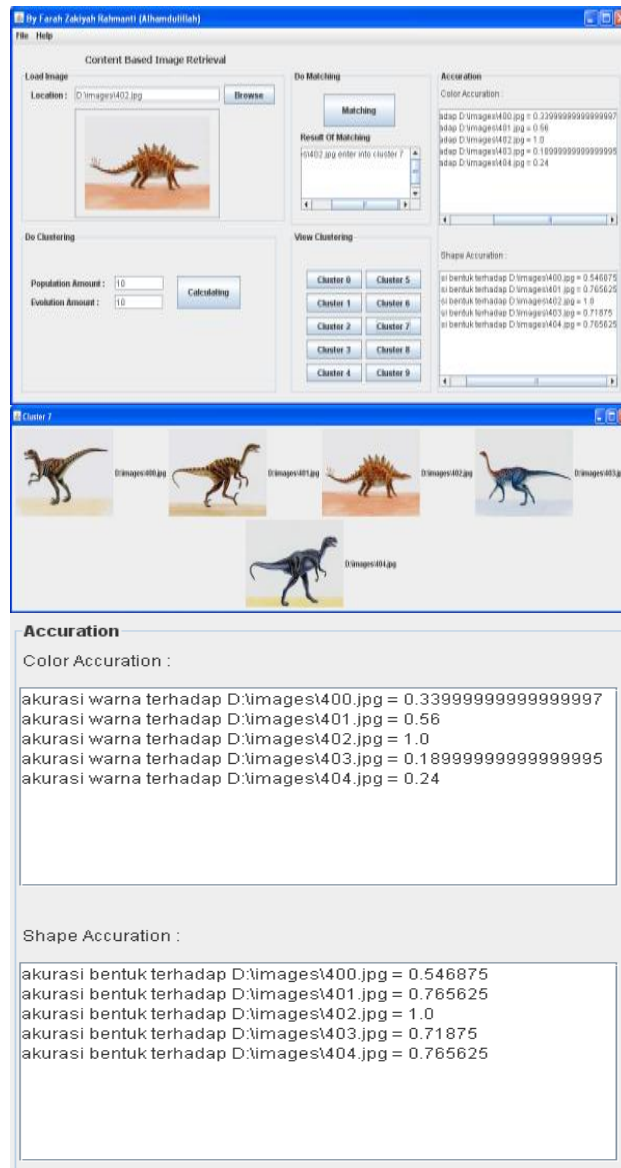 By Farah Zakiyah Rahmanti (Alhamdulillah)
File Help
Content Based Image Retrieval
Load Image
Location : D:\images\402.jpg Browse
Do Matching
Matching
Result Of Matching
s\402.jpg enter into cluster 7
Accuration
Color Accuration :
adap D:\images\400.jpg = 0.33999999999999997
adap D:\images\401.jpg = 0.56
adap D:\images\402.jpg = 1.0
adap D:\images\403.jpg = 0.18999999999999995
adap D:\images\404.jpg = 0.24
Do Clustering
Population Amount : 10
Evolution Amount : 10
Calculating
View Clustering
Cluster 0 Cluster 5
Cluster 1 Cluster 6
Cluster 2 Cluster 7
Cluster 3 Cluster 8
Cluster 4 Cluster 9
Shape Accuration :
si bentuk terhadap D:\images\400.jpg = 0.546875
si bentuk terhadap D:\images\401.jpg = 0.765625
si bentuk terhadap D:\images\402.jpg = 1.0
si bentuk terhadap D:\images\403.jpg = 0.71875
si bentuk terhadap D:\images\404.jpg = 0.765625
Cluster 7
D:\images\400.jpg D:\images\401.jpg D:\images\402.jpg D:\images\403.jp
D:\images\404.jpg
Accuration
Color Accuration :
akurasi warna terhadap D:\images\400.jpg = 0.33999999999999997
akurasi warna terhadap D:\images\401.jpg = 0.56
akurasi warna terhadap D:\images\402.jpg = 1.0
akurasi warna terhadap D:\images\403.jpg = 0.18999999999999995
akurasi warna terhadap D:\images\404.jpg = 0.24
Shape Accuration :
akurasi bentuk terhadap D:\images\400.jpg = 0.546875
akurasi bentuk terhadap D:\images\401.jpg = 0.765625
akurasi bentuk terhadap D:\images\402.jpg = 1.0
akurasi bentuk terhadap D:\images\403.jpg = 0.71875
akurasi bentuk terhadap D:\images\404.jpg = 0.765625